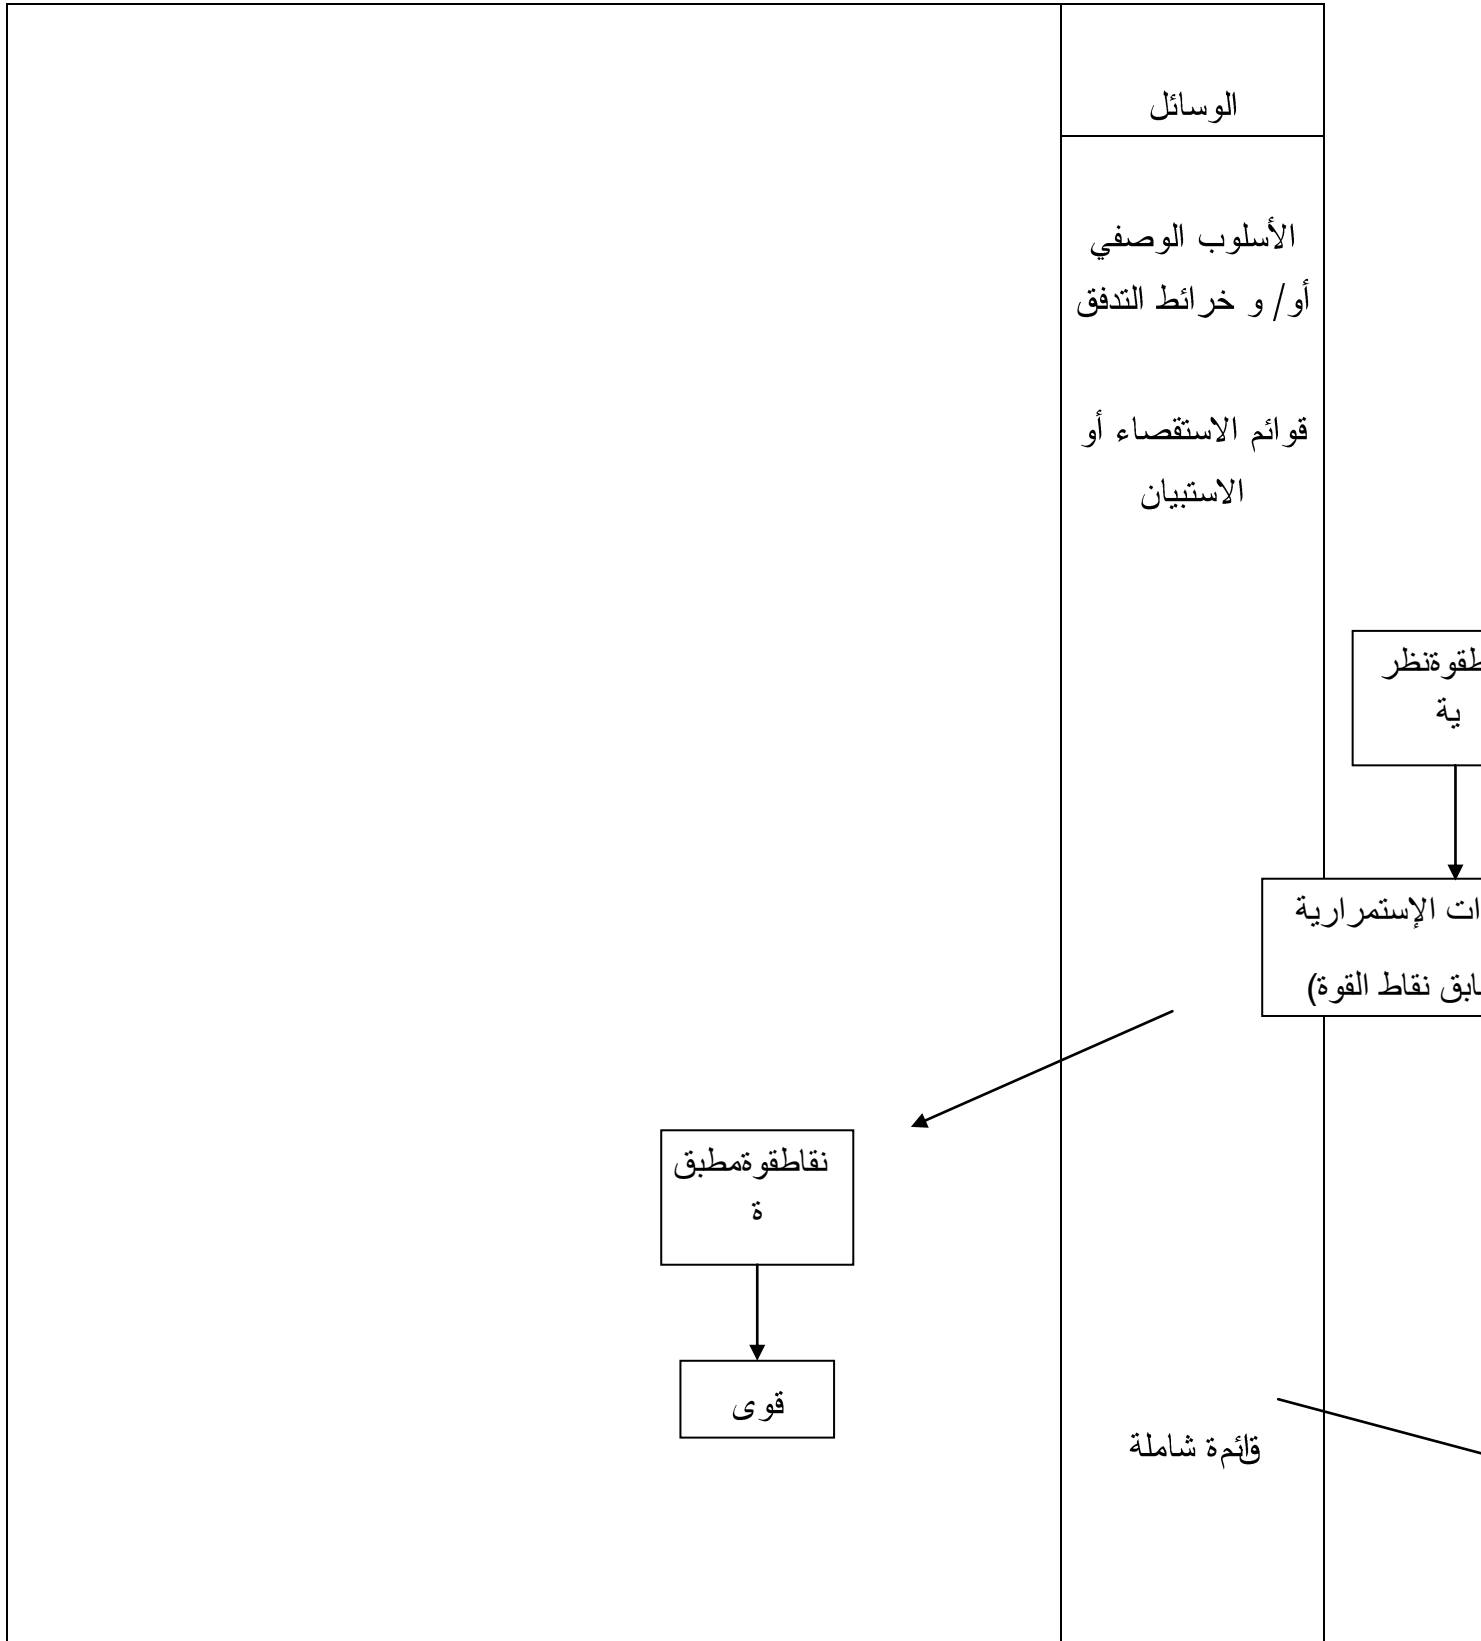 الوسائل
الأسلوب الوصفي
أو/ و خرائط التدفق
قوائم الاستقصاء أو
الاستبيان
طقوةنظر
ية
ات الإستمرارية
ابق نقاط القوة)
نقاطقوةمطبق
ة
قوى
قائمة شاملة